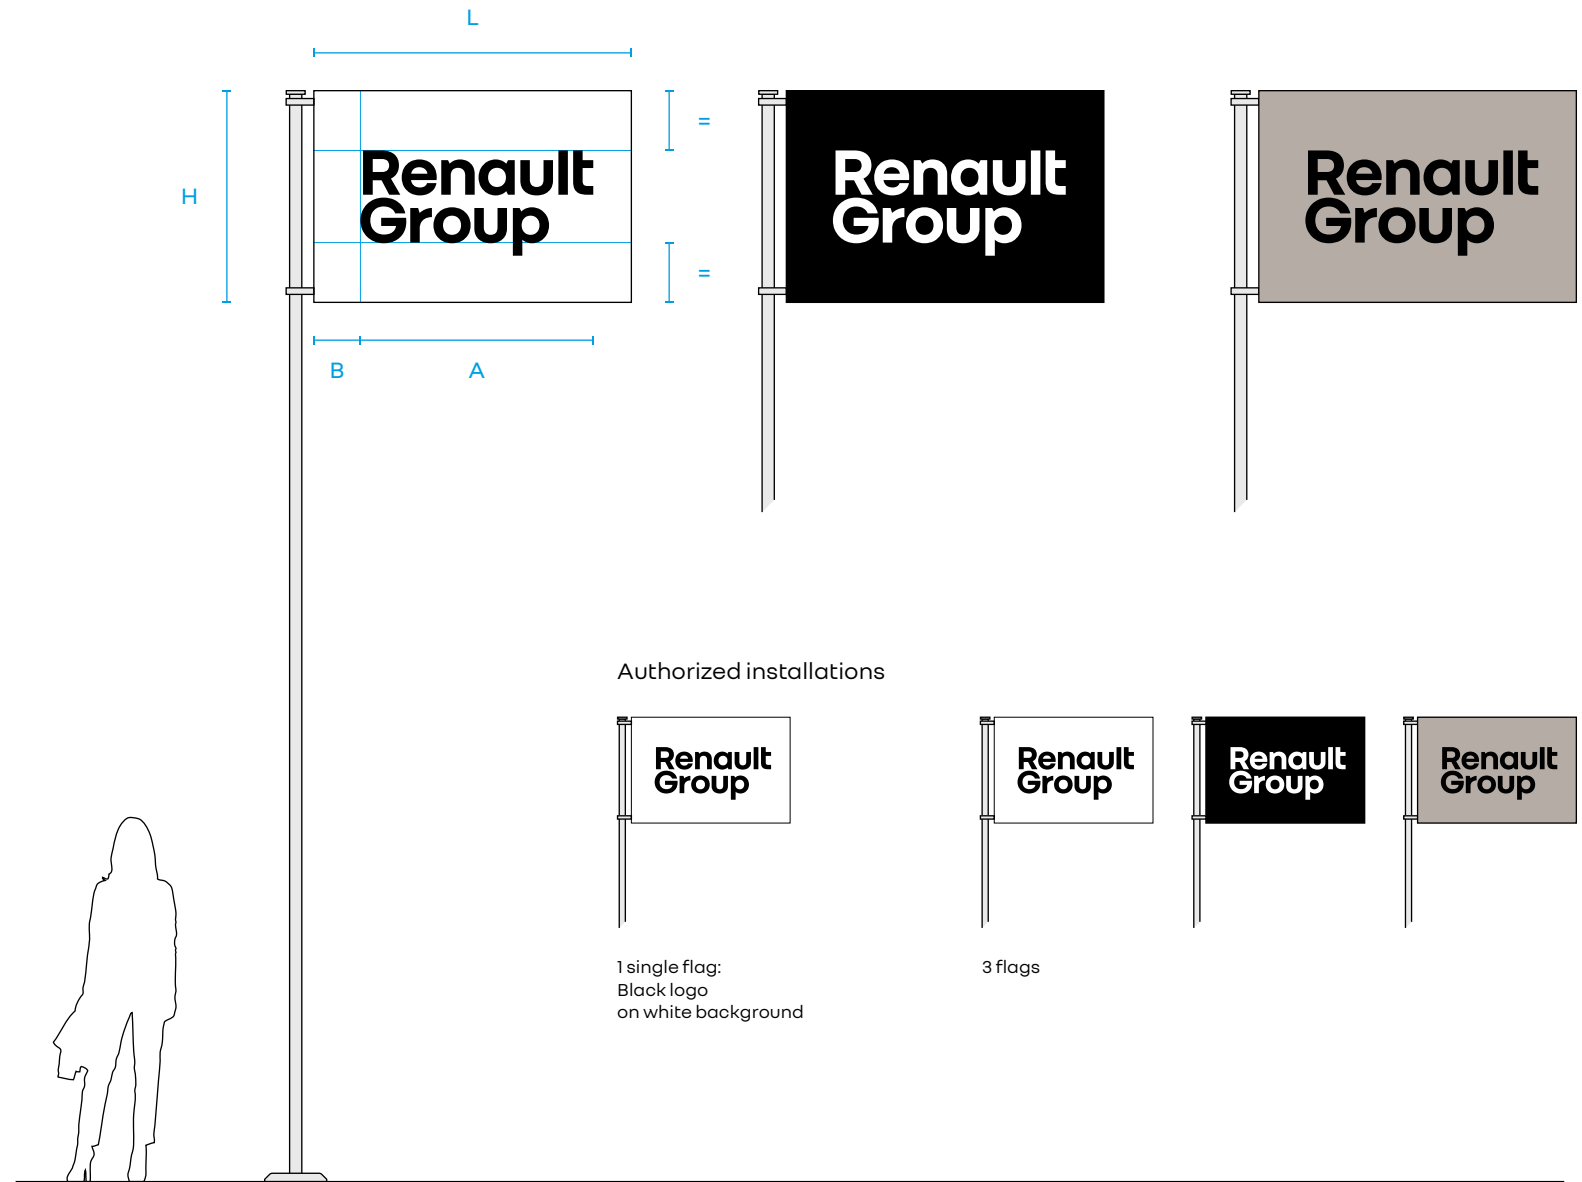 L
H
Renault
Group
=
=
B
A
Renault
Group
Renault
Group
Authorized installations
Renault
Group
Renault
Group
Renault
Group
Renault
Group
1 single flag:
Black logo
on white background
3 flags